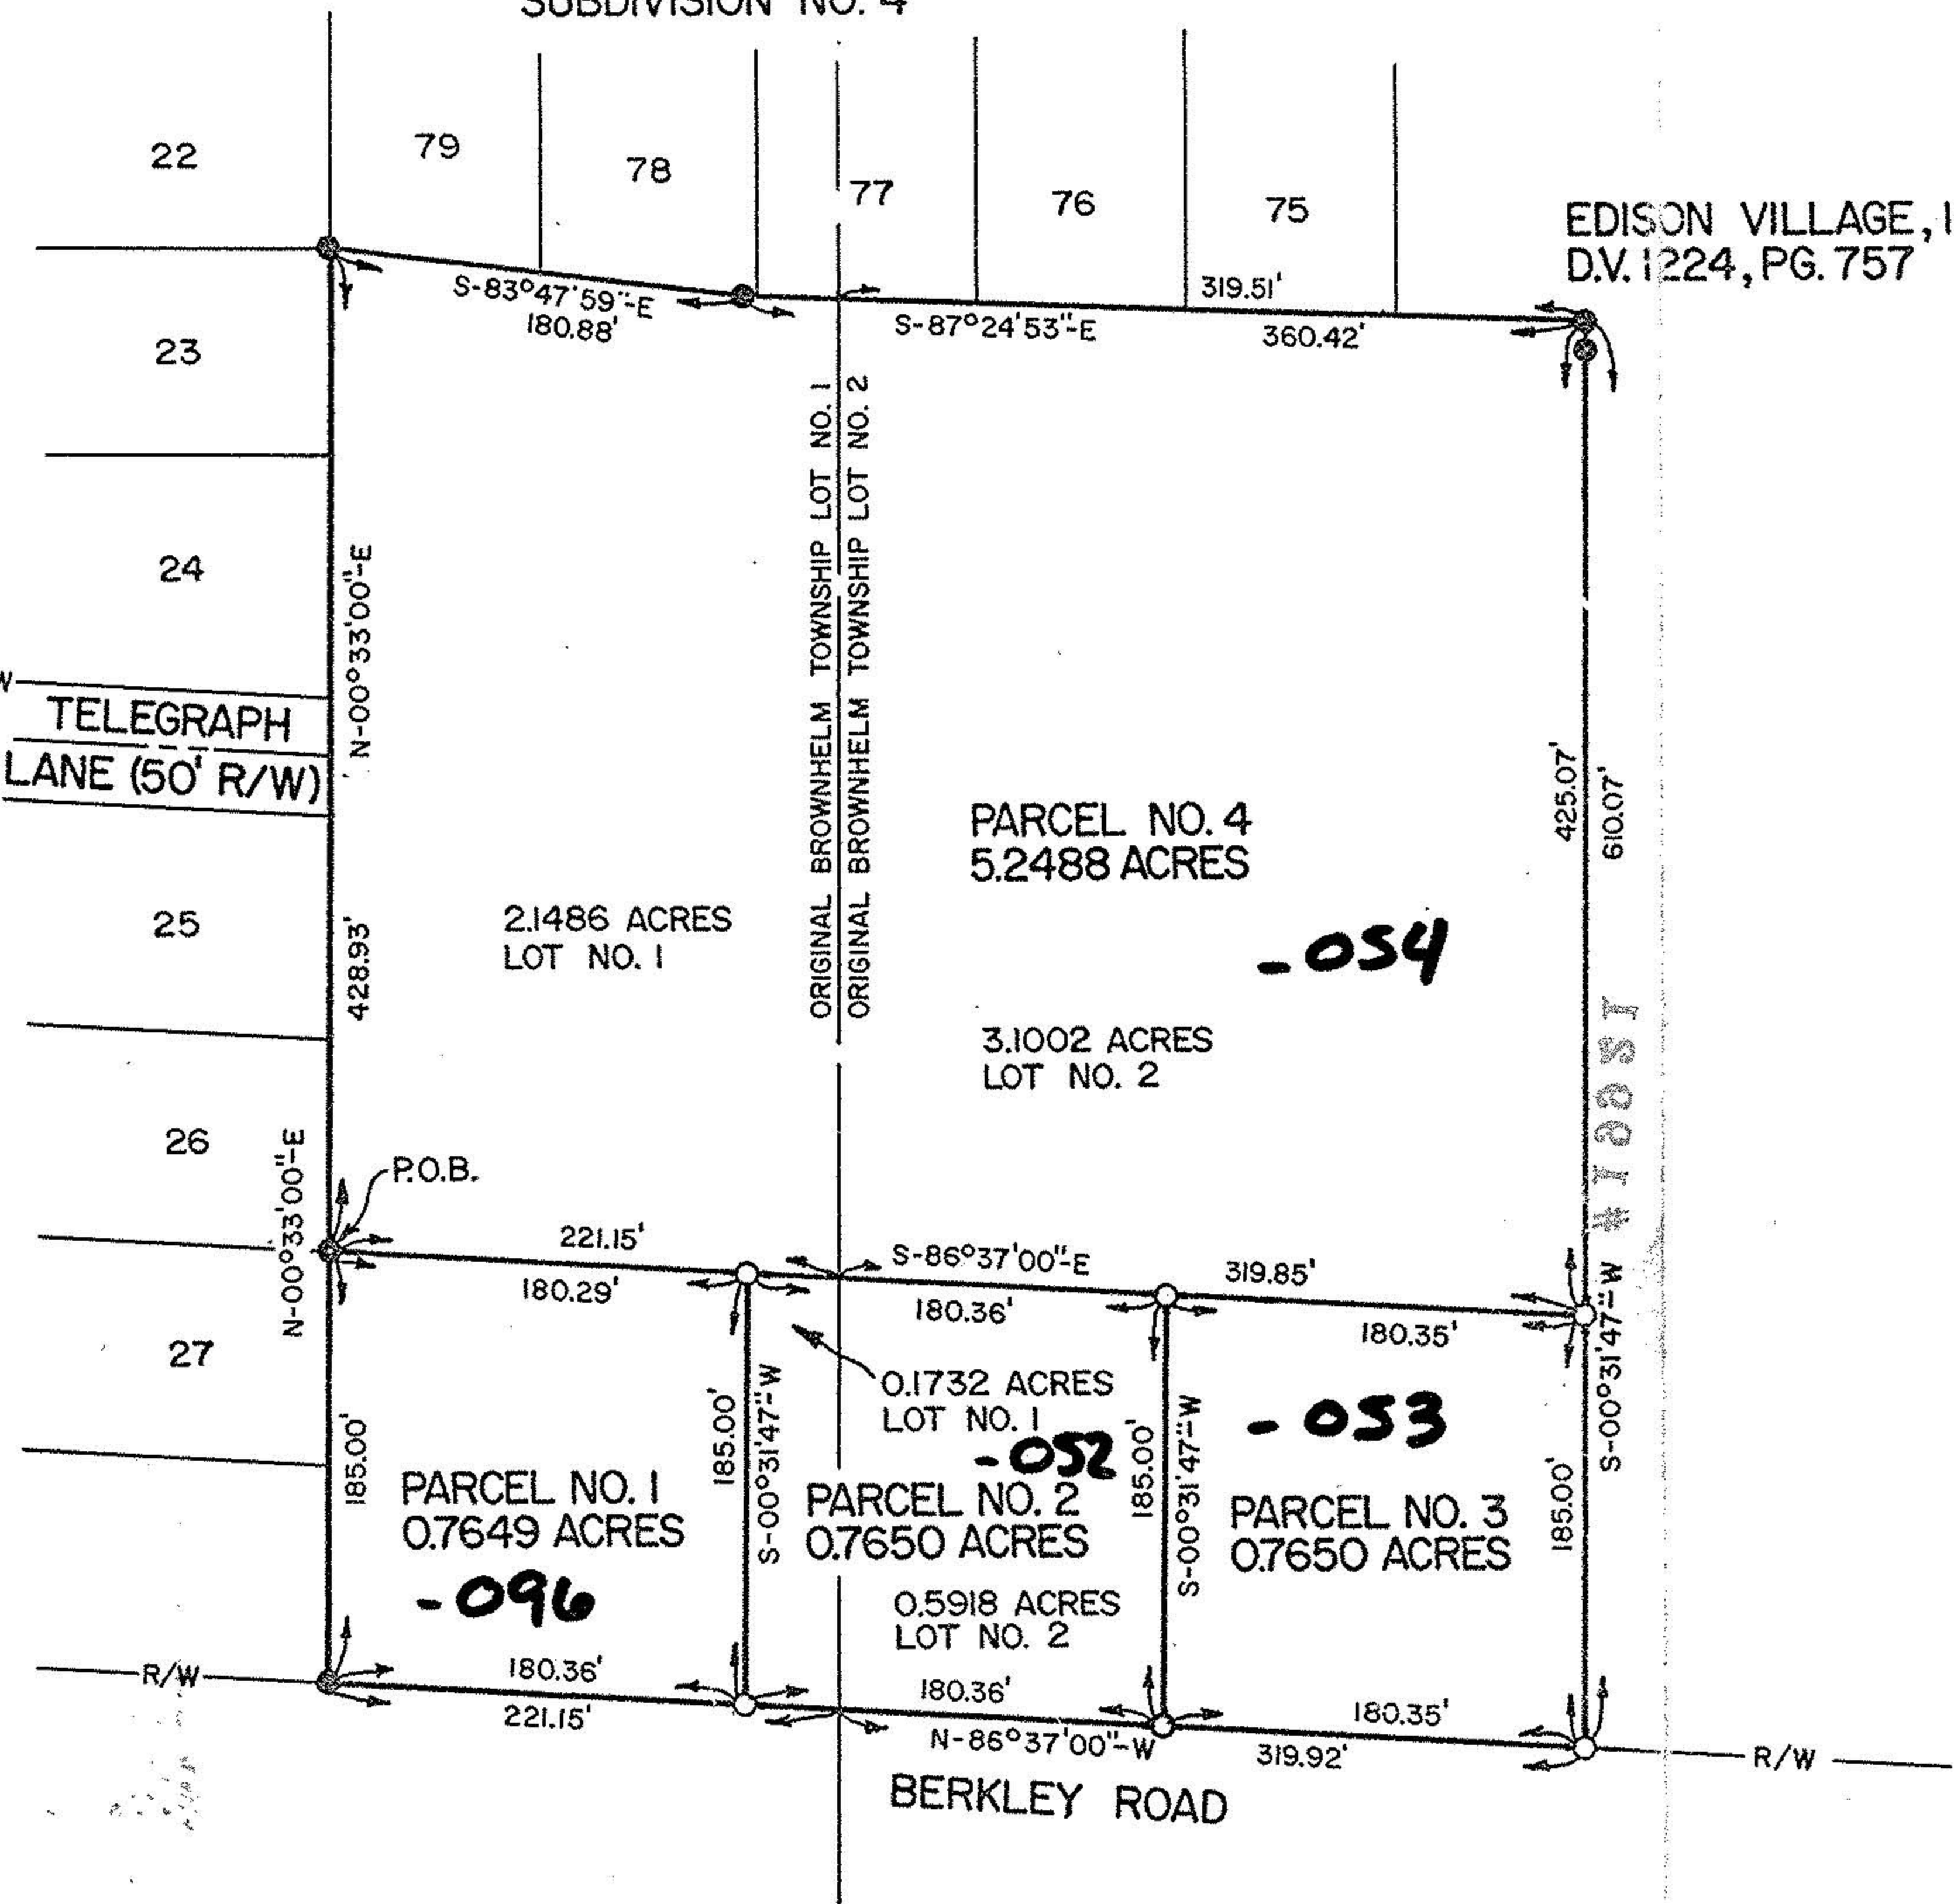 SUBDIVISION NO. 4
22
79
78
77
76
75
EDISON VILLAGE, I
D.V. 1224, PG. 757
S-83°47'59"-E
180.88'
319.51'
S-87°24'53"-E
360.42'
23
24
N-00°33'00"-E
ORIGINAL BROWNHELM TOWNSHIP LOT NO. 1
ORIGINAL BROWNHELM TOWNSHIP LOT NO. 2
TELEGRAPH
LANE (50' R/W)
425.07'
610.07'
PARCEL NO. 4
5.2488 ACRES
-054
25
428.93'
2.1486 ACRES
LOT NO. 1
3.1002 ACRES
LOT NO. 2
26
N-00°33'00"-E
P.O.B.
221.15'
180.29'
S-86°37'00"-E
319.85'
180.36'
180.35'
S-00°31'47"-W
27
0.1732 ACRES
LOT NO. 1
-052
-053
185.00'
185.00'
S-00°31'47"-W
185.00'
S-00°31'47"-W
185.00'
PARCEL NO. 1
0.7649 ACRES
-096
PARCEL NO. 2
0.7650 ACRES
PARCEL NO. 3
0.7650 ACRES
0.5918 ACRES
LOT NO. 2
R/W
180.36'
221.15'
180.36'
N-86°37'00"-W
180.35'
319.92'
R/W
BERKLEY ROAD